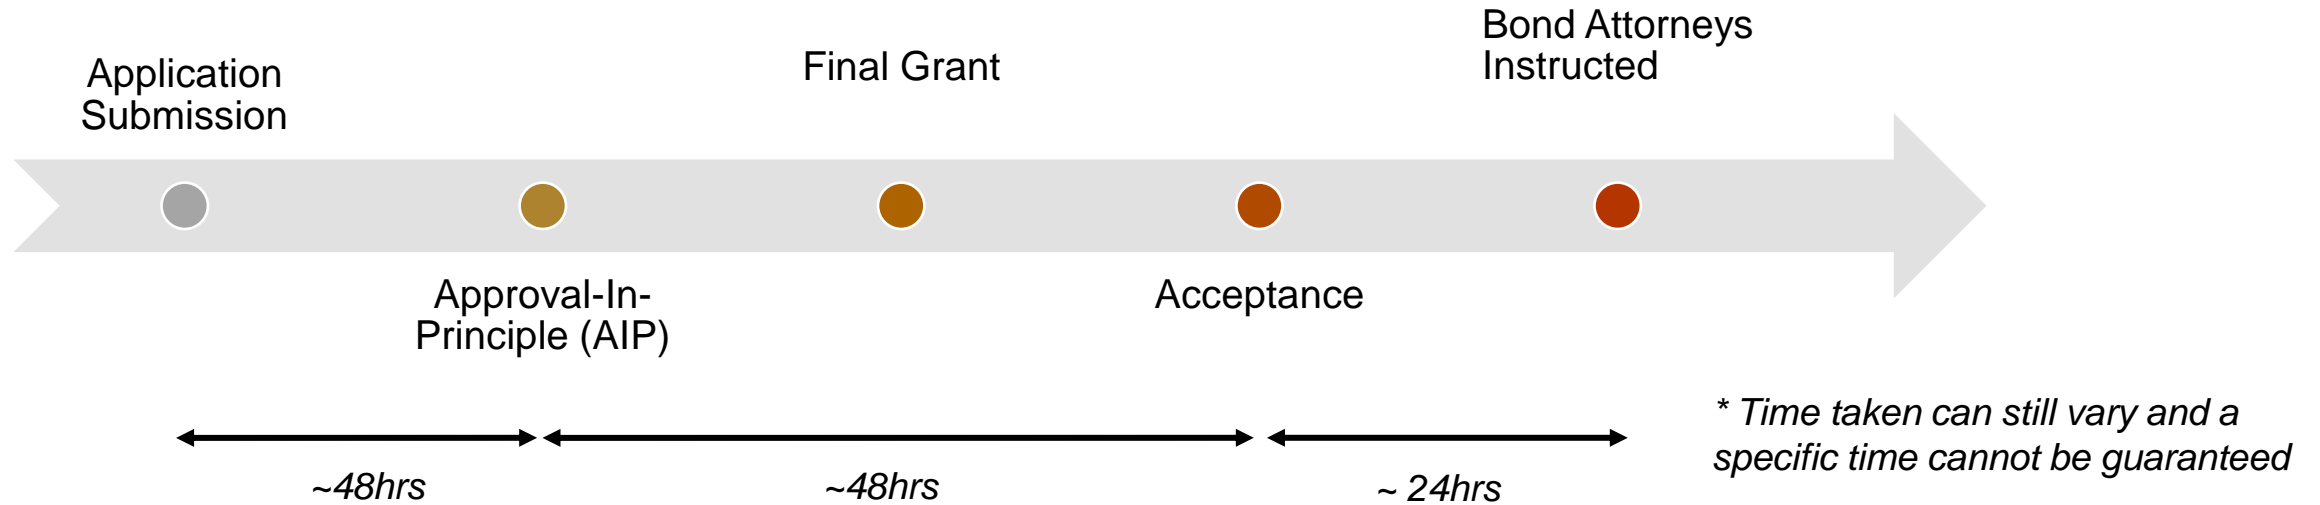 Application
Submission
Final Grant
Bond Attorneys
Instructed
Approval-In-
Principle (AIP)
Acceptance
~48hrs
~48hrs
~ 24hrs
* Time taken can still vary and a
specific time cannot be guaranteed